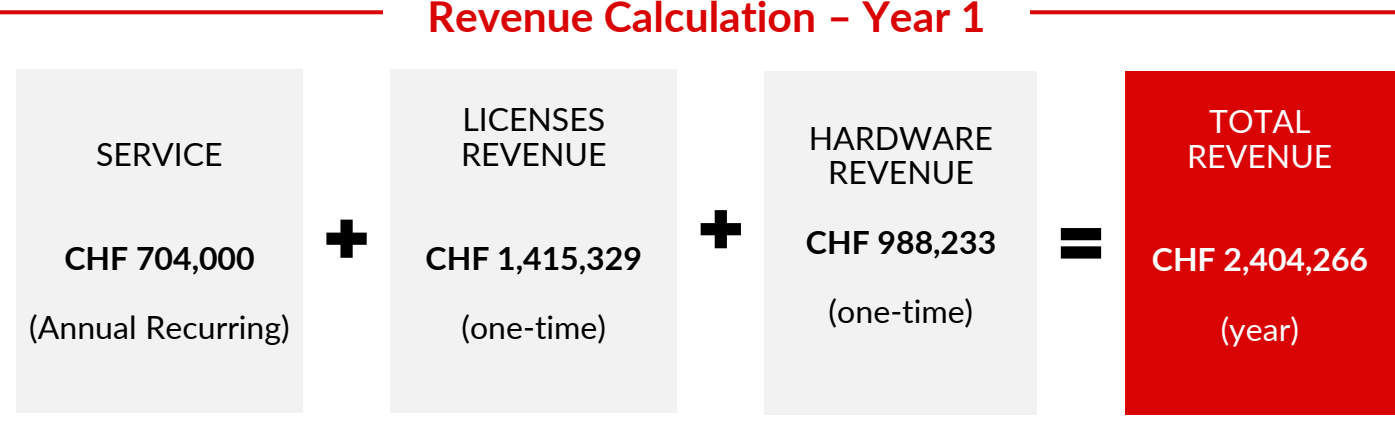 Revenue Calculation – Year 1
SERVICE
CHF 704,000
(Annual Recurring)
+
LICENSES
REVENUE
CHF 1,415,329
(one-time)
+
HARDWARE
REVENUE
CHF 988,233
(one-time)
=
TOTAL
REVENUE
CHF 2,404,266
(year)